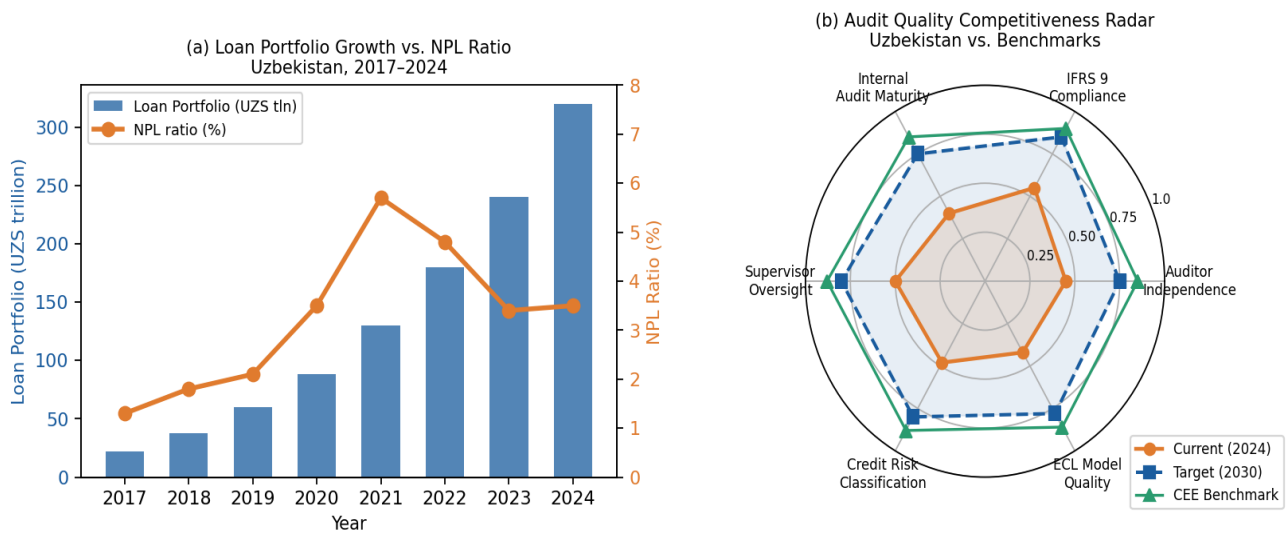 (a) Loan Portfolio Growth vs. NPL Ratio
Uzbekistan, 2017–2024
Loan Portfolio (UZS tln)
NPL ratio (%)
Loan Portfolio (UZS trillion)
300
250
200
150
100
50
0
8
7
6
5
4
3
2
1
0
NPL Ratio (%)
2017 2018 2019 2020 2021 2022 2023 2024
Year
(b) Audit Quality Competitiveness Radar
Uzbekistan vs. Benchmarks
Internal
Audit Maturity
IFRS 9
Compliance
1.0
0.75
0.50
0.25
Supervisor
Oversight
Auditor
Independence
Credit Risk
Classification
ECL Model
Quality
Current (2024)
Target (2030)
CEE Benchmark